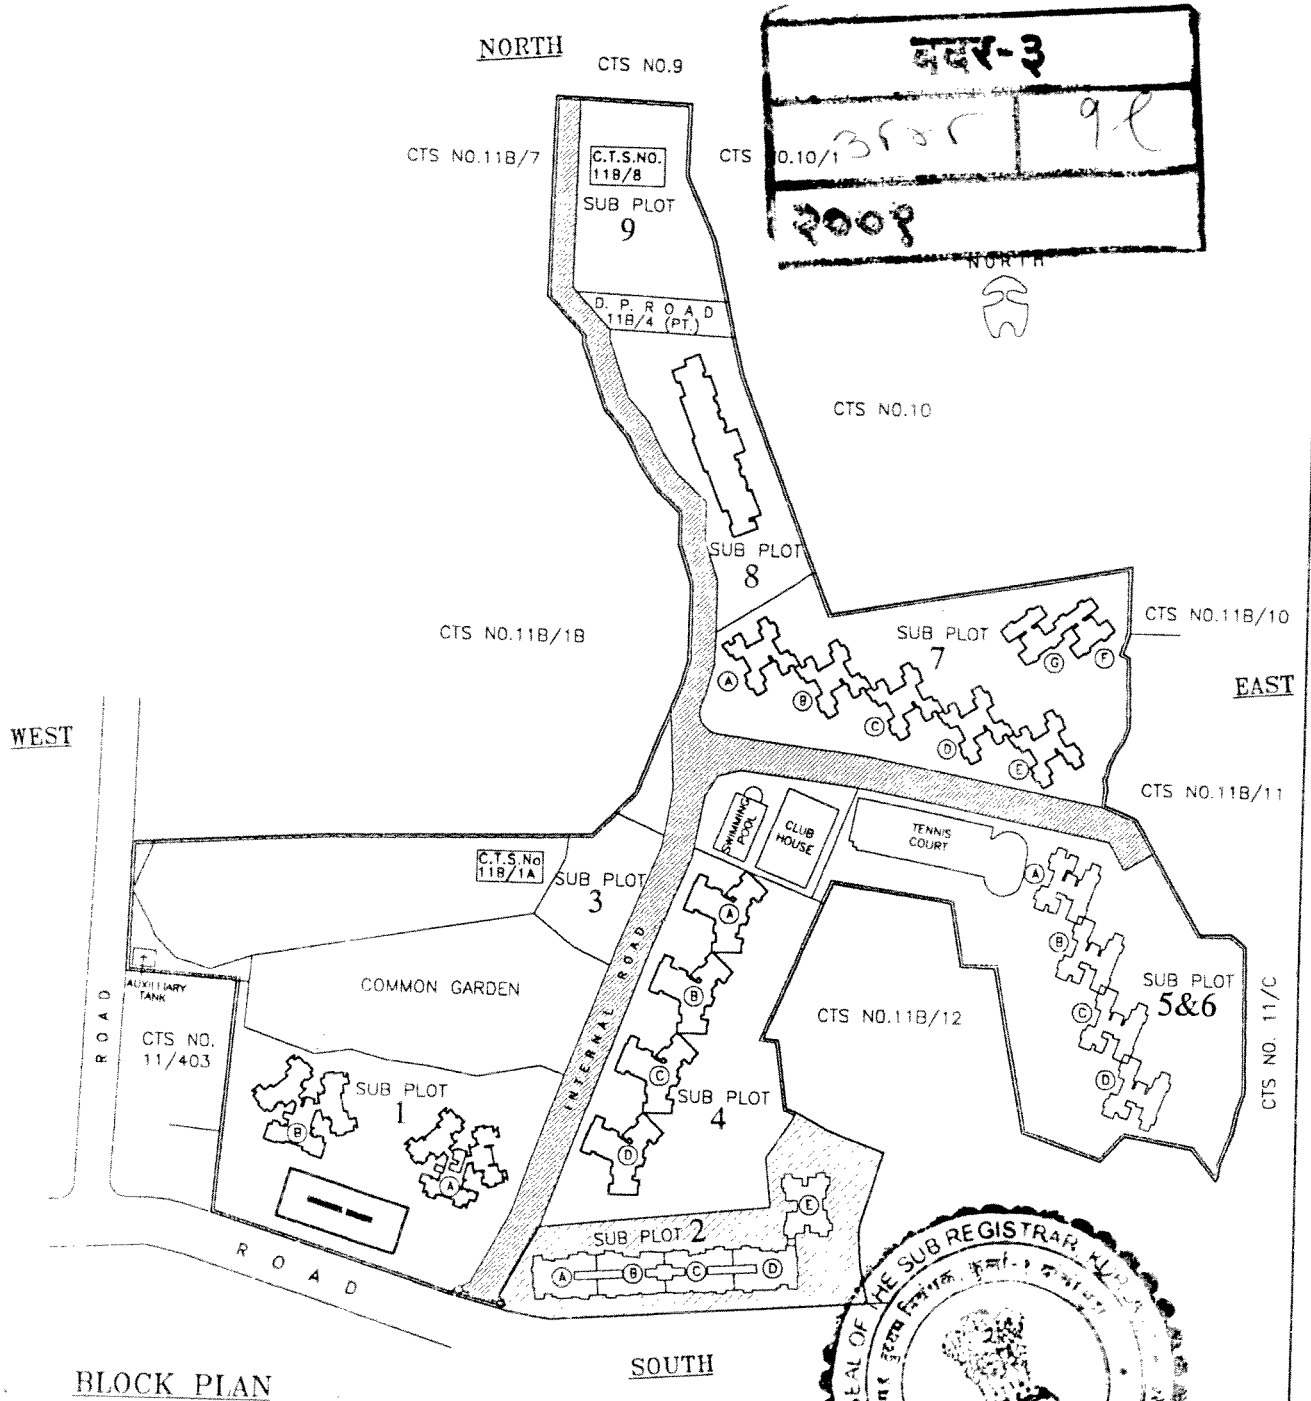 NORTH
CTS NO.9
बदर-३
CTS NO.11B/7
C.T.S.NO.
11B/8
CTS
0.10/1
SUB PLOT
9
२००९
NORTH
D. P. ROAD
11B/4 (PT.)
CTS NO.10
SUB PLOT
8
CTS NO.11B/1B
SUB PLOT
7
CTS NO.11B/10
G
F
A
B
C
D
E
EAST
WEST
CTS NO.11B/11
SWIMMING
POOL
CLUB
HOUSE
TENNIS
COURT
C.T.S.No
11B/1A
SUB PLOT
3
A
B
C
D
SUB PLOT
5&6
CTS NO. 11/C
AUXILLIARY
TANK
COMMON GARDEN
CTS NO.11B/12
ROAD
CTS NO.
11/403
INTERNAL ROAD
SUB PLOT
1
B
A
A
B
C
D
SUB PLOT
4
E
SUB PLOT 2
A
B
C
D
ROAD
SEAL OF THE SUB REGISTRAR KURLA
SOUTH
BLOCK PLAN